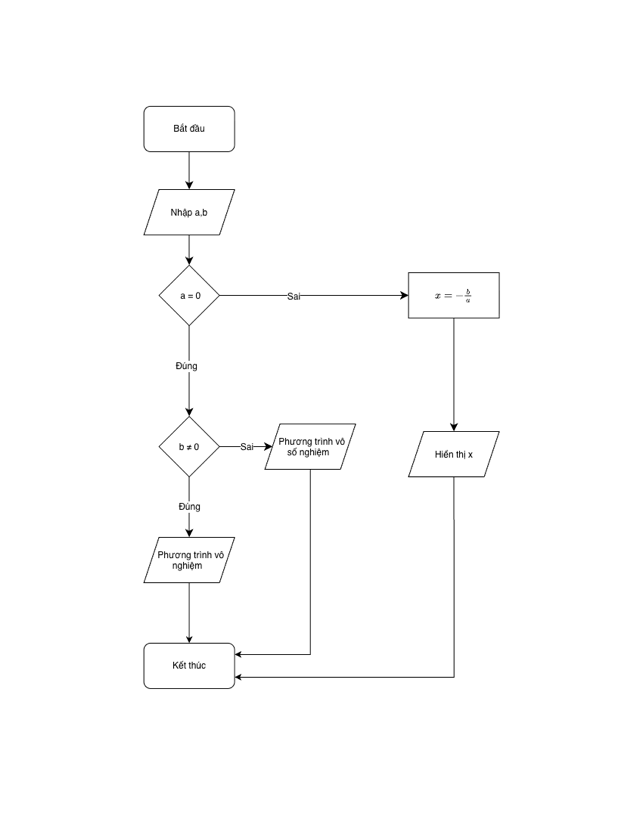 Bắt đầu
Nhập a,b
a = 0
Sai
x = -b/a
Đúng
b ≠ 0
Sai
Phương trình vô
số nghiệm
Hiển thị x
Đúng
Phương trình vô
nghiệm
Kết thúc